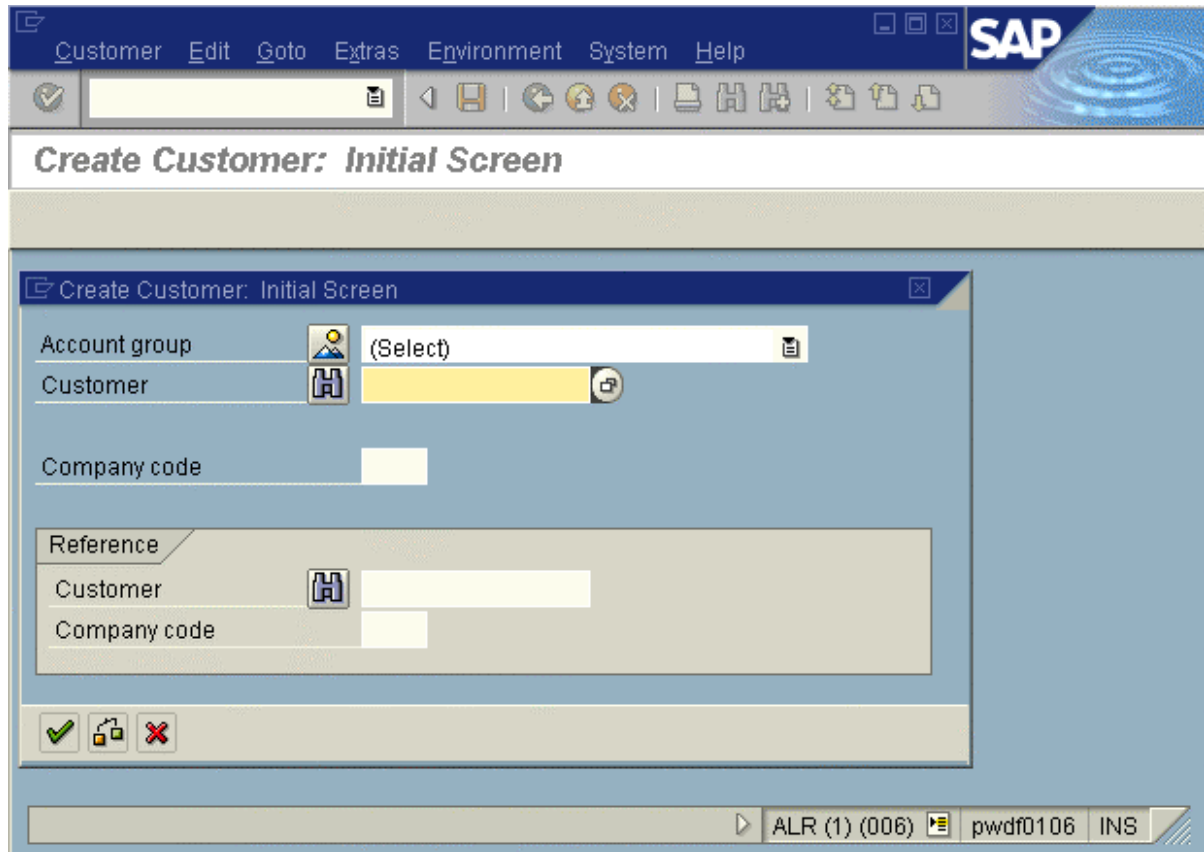 Customer Edit Goto Extras Environment System Help
SAP
Create Customer: Initial Screen
Create Customer: Initial Screen
Account group (Select)
Customer
Company code
Reference
Customer
Company code
ALR (1) (006) pwdf0106 INS